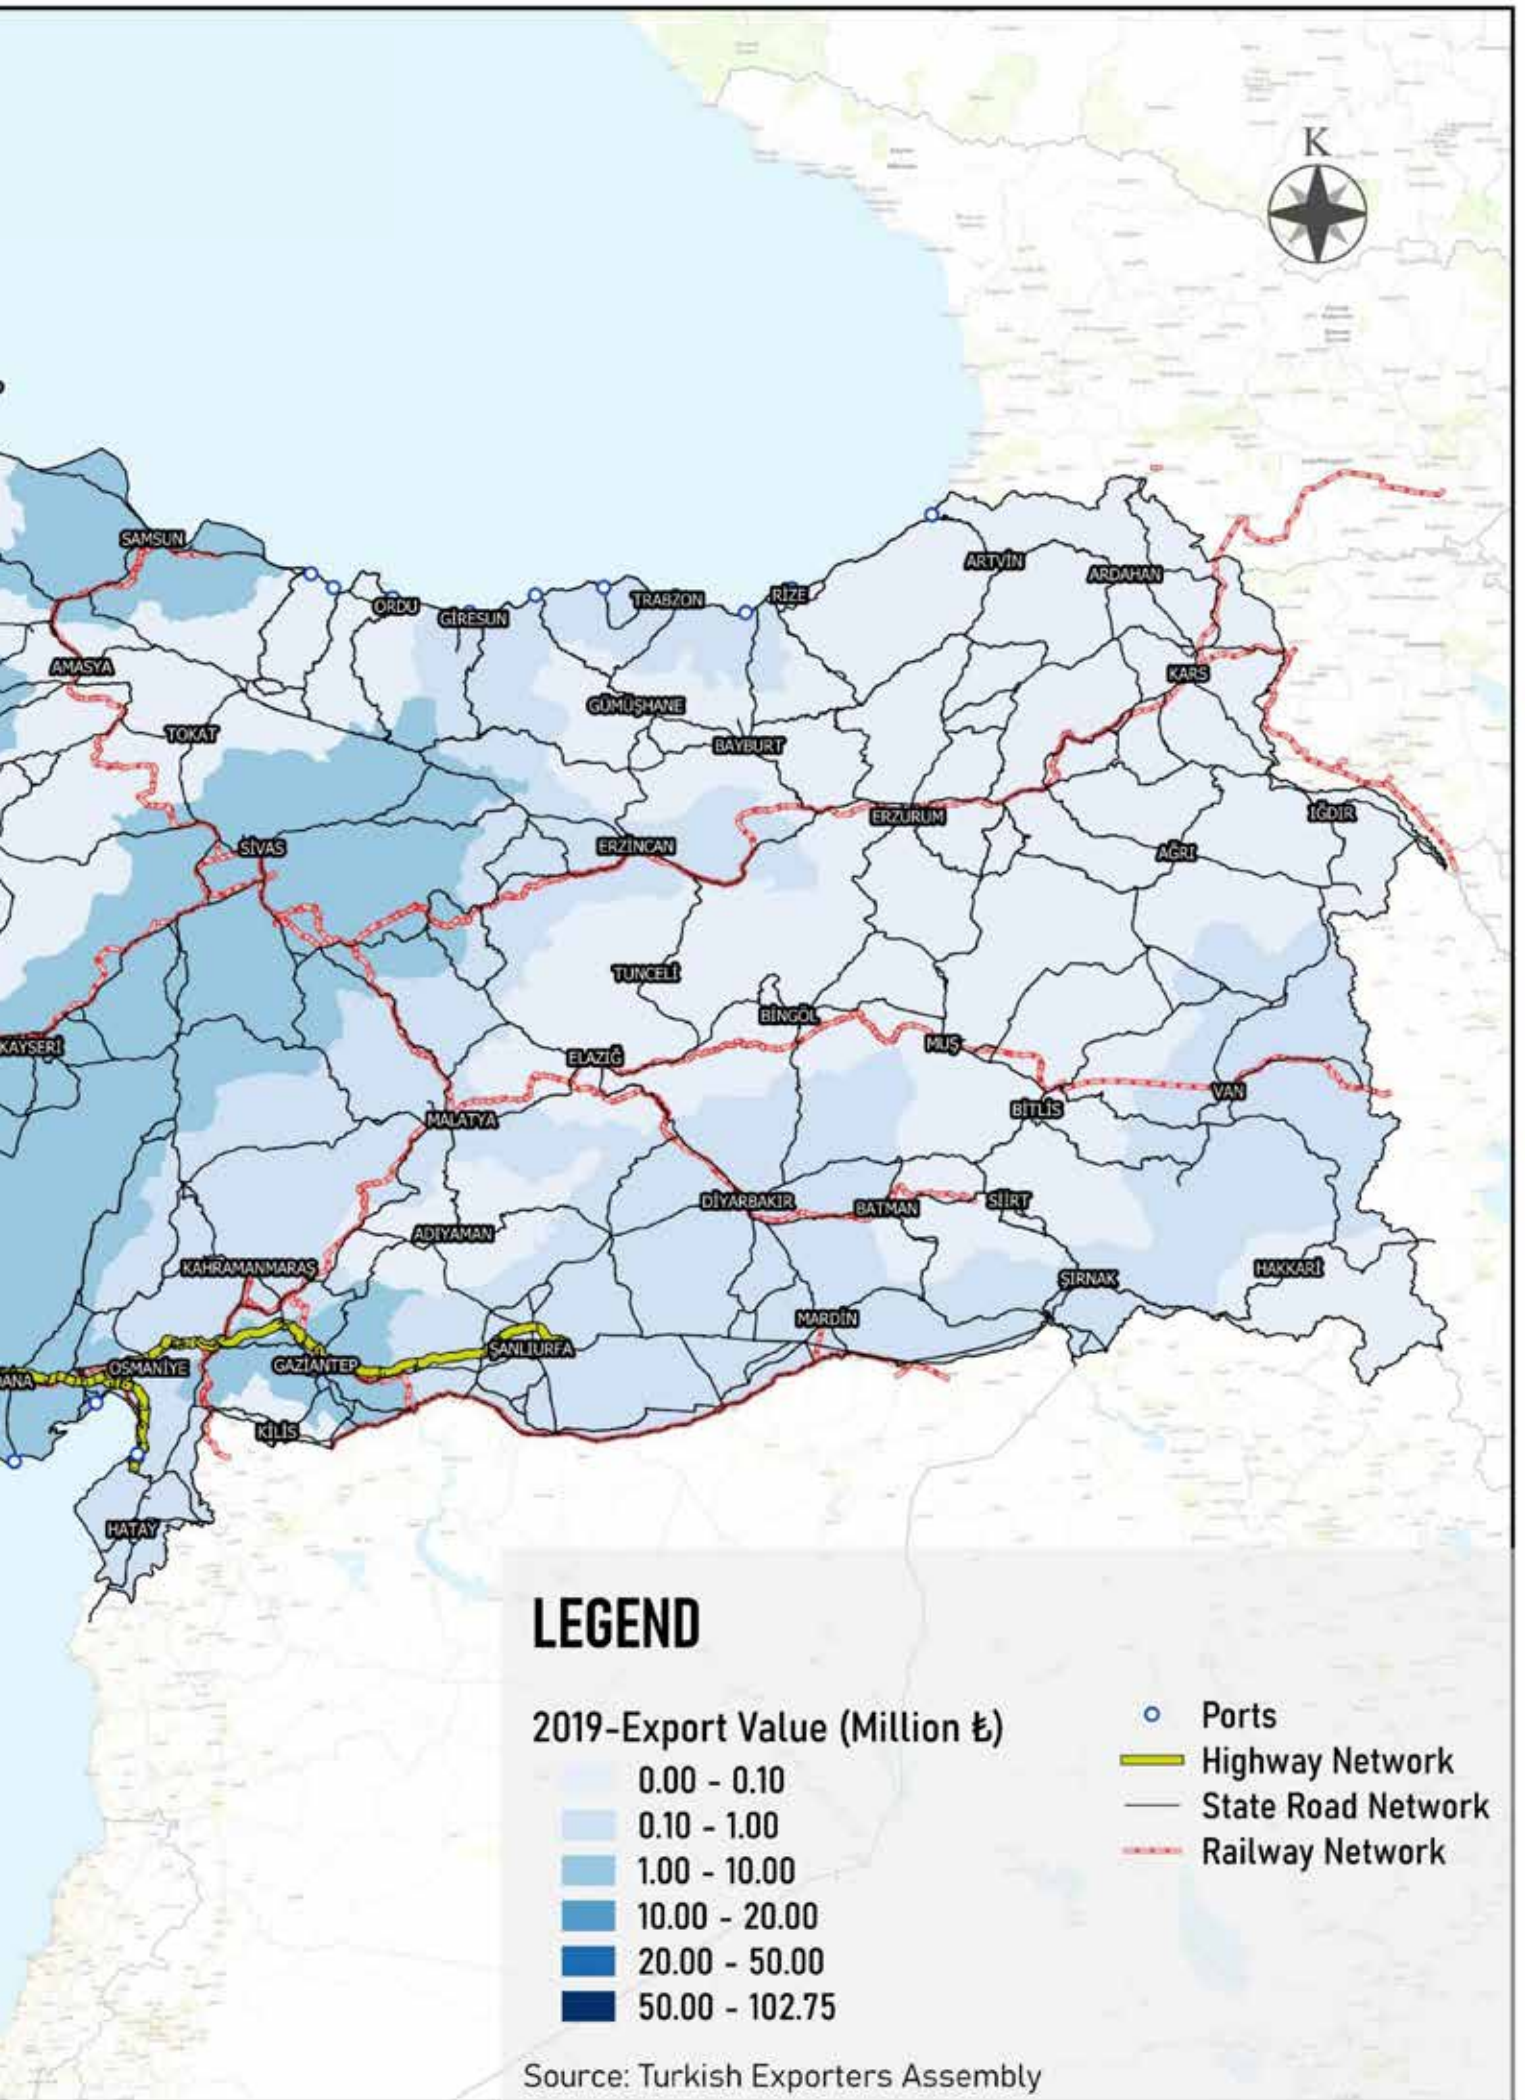 K
SAMSUN
ORDU
GİRESUN
TRABZON
RİZE
ARTVİN
ARDAHAN
AMASYA
KARS
GÜMÜŞHANE
TOKAT
BAYBURT
ERZURUM
IĞDIR
SİVAS
ERZİNCAN
AĞRI
TUNCELİ
BİNGÖL
KAYSERİ
ELAZIĞ
MUŞ
VAN
MALATYA
BİTLİS
DİYARBAKIR
BATMAN
SİİRT
ADIYAMAN
KAHRAMANMARAŞ
ŞIRNAK
HAKKARİ
MARDİN
ŞANLIURFA
OSMANİYE
GAZİANTEP
ANA
KİLİS
HATAY
LEGEND
2019-Export Value (Million ₺)
0.00 - 0.10
0.10 - 1.00
1.00 - 10.00
10.00 - 20.00
20.00 - 50.00
50.00 - 102.75
Ports
Highway Network
State Road Network
Railway Network
Source: Turkish Exporters Assembly